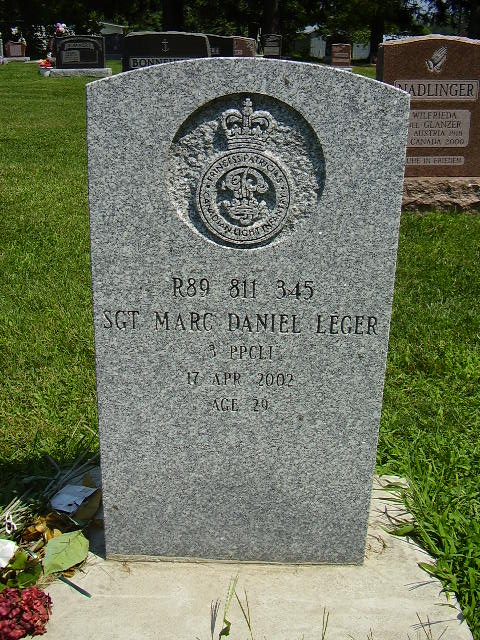 PRINCESS PATRICIA'S
CANADIAN LIGHT INFANTRY
R89 811 345
SGT MARC DANIEL LEGER
3 PPCLI
17 APR 2002
AGE 29
HADLINGER
WILFRIEDA
GLANZER
AUSTRIA 1918
CANADA 2000
RUHE IN FRIEDEN